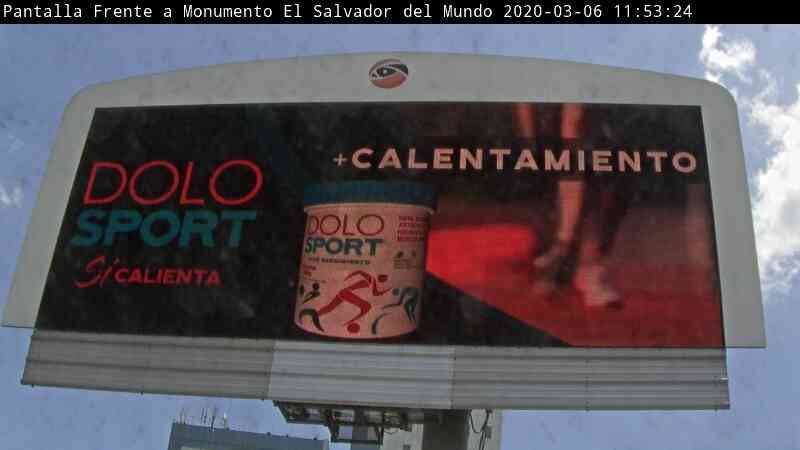 Pantalla Frente a Monumento El Salvador del Mundo 2020-03-06 11:53:24
+CALENTAMIENTO
DOLO
SPORT
Sí CALIENTA
DOLO
SPORT